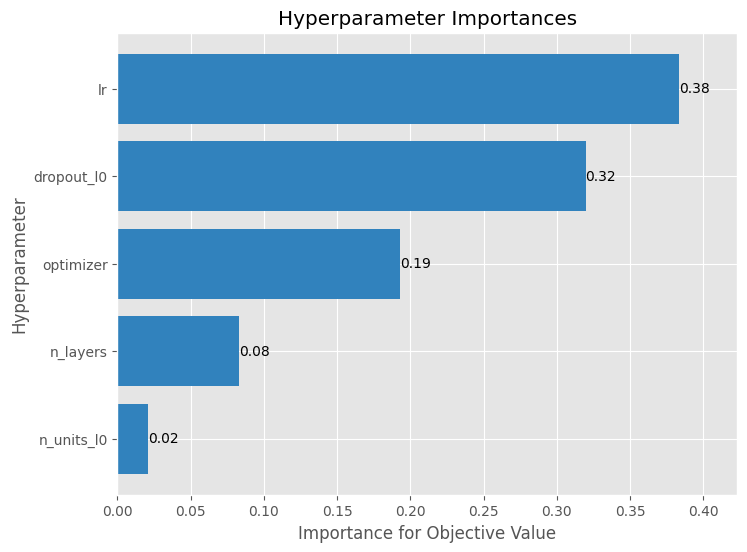 Hyperparameter Importances
Hyperparameter
lr
0.38
dropout_l0
0.32
optimizer
0.19
n_layers
0.08
n_units_l0
0.02
0.00 0.05 0.10 0.15 0.20 0.25 0.30 0.35 0.40
Importance for Objective Value